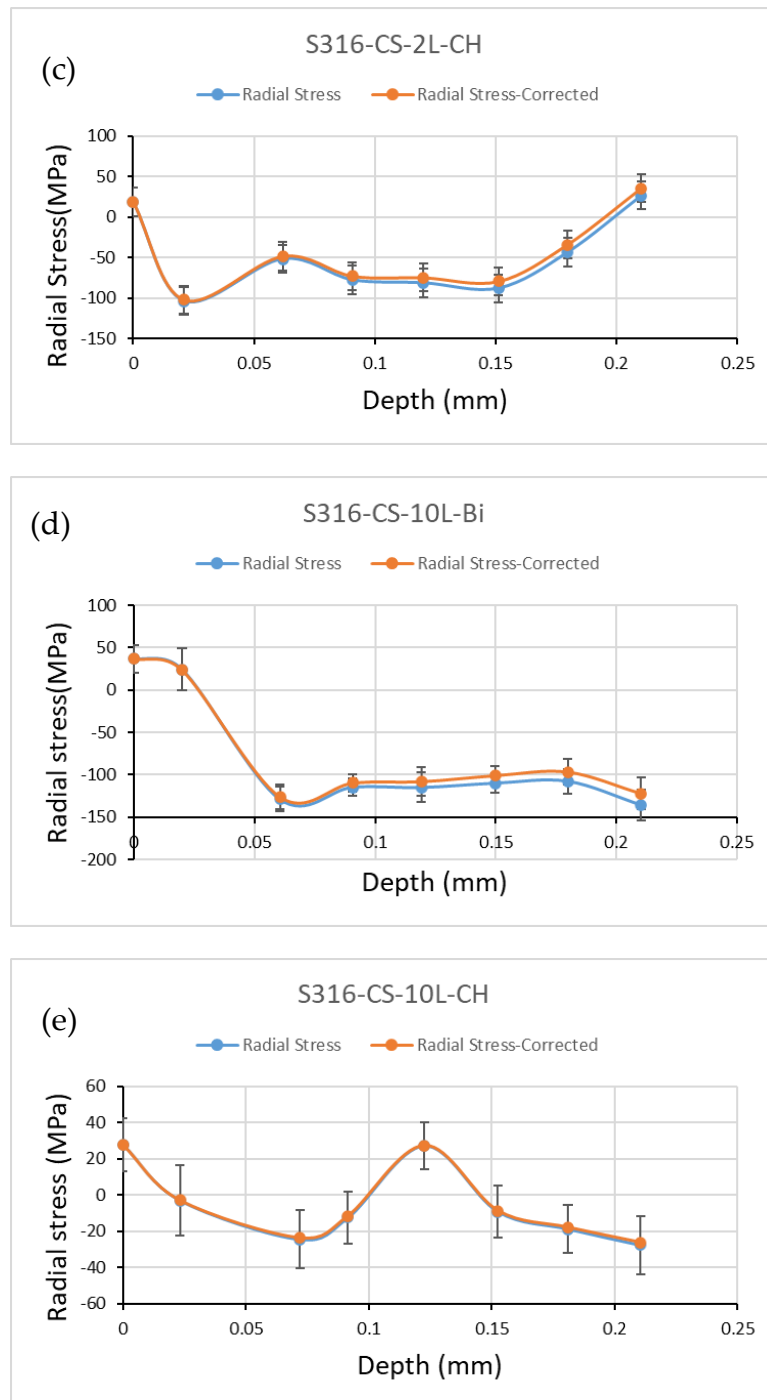 (c)
S316-CS-2L-CH
Radial Stress Radial Stress-Corrected
Radial Stress(MPa)
100
50
0
-50
-100
-150
0 0.05 0.1 0.15 0.2 0.25
Depth (mm)
(d)
S316-CS-10L-Bi
Radial Stress Radial Stress-Corrected
Radial stress(MPa)
100
50
0
-50
-100
-150
-200
0 0.05 0.1 0.15 0.2 0.25
Depth (mm)
(e)
S316-CS-10L-CH
Radial Stress Radial Stress-Corrected
Radial stress (MPa)
60
40
20
0
-20
-40
-60
0 0.05 0.1 0.15 0.2 0.25
Depth (mm)